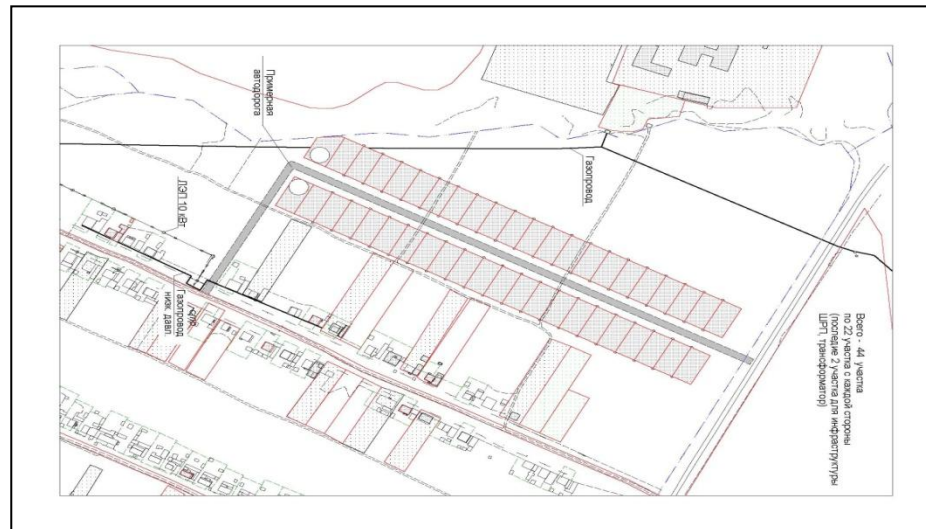 Примерная
автодорога
Газопровод
ЛЭП 10 кВт
Газопровод
низк. давл.
Всего - 44 участка
по 22 участка с каждой стороны
(последние 2 участка для инфраструктуры
ШРП, трансформатор)